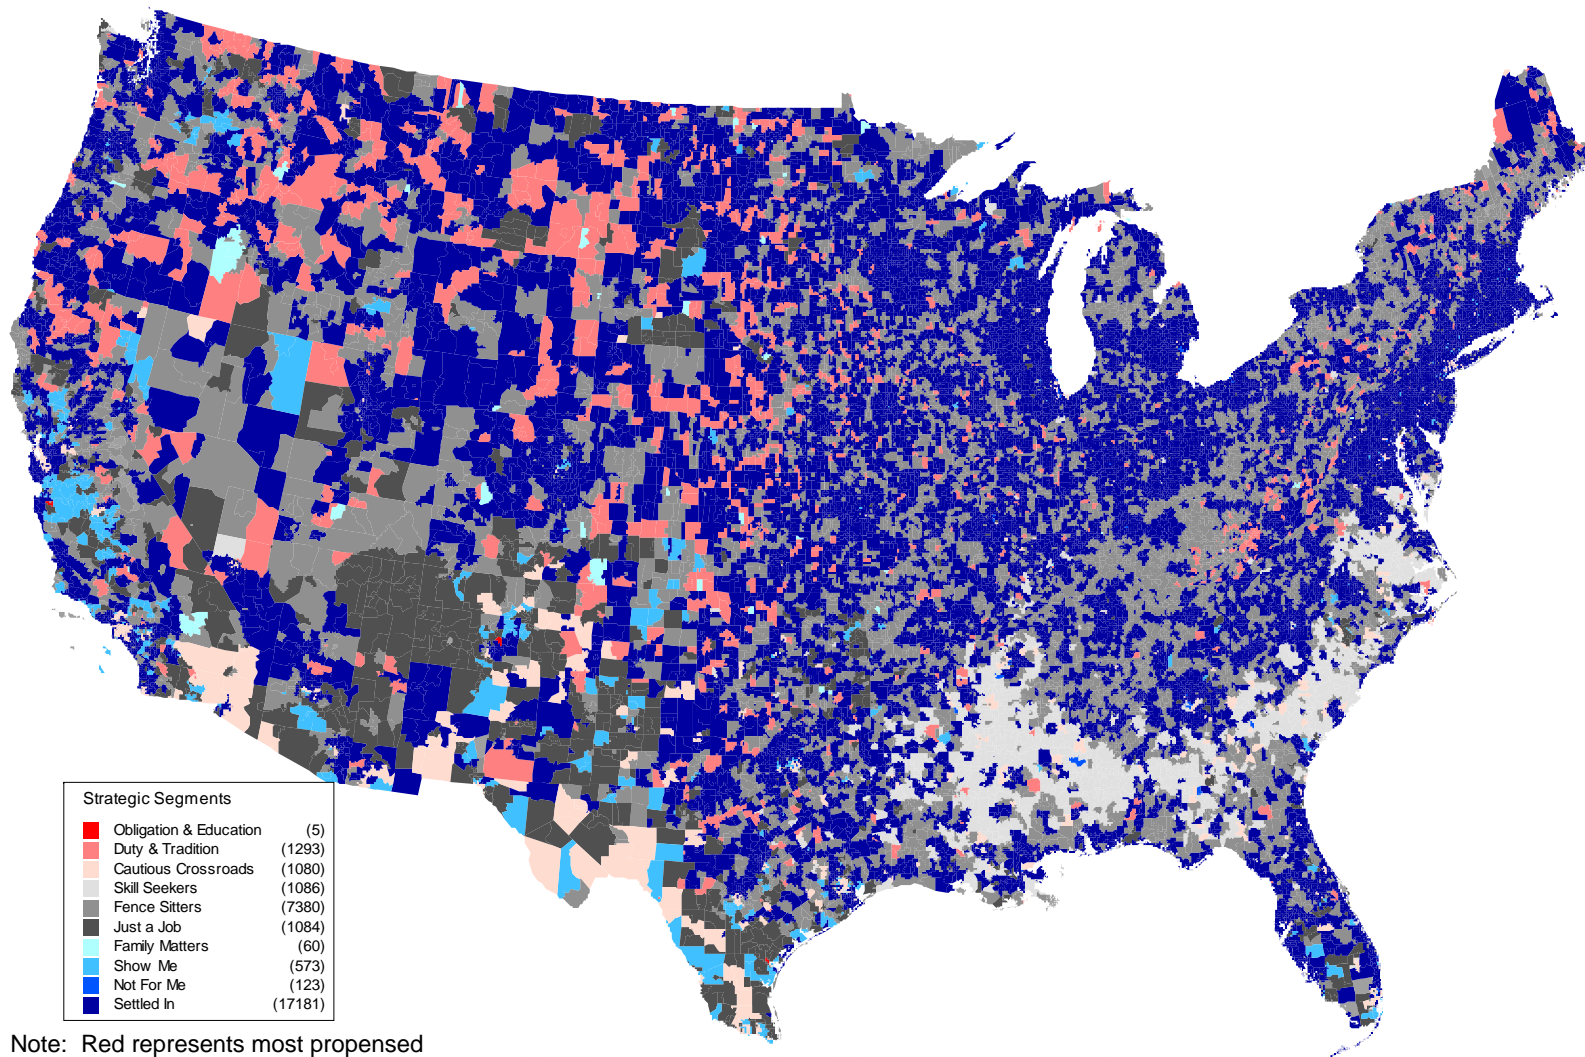 Strategic Segments
Obligation & Education (5)
Duty & Tradition (1293)
Cautious Crossroads (1080)
Skill Seekers (1086)
Fence Sitters (7380)
Just a Job (1084)
Family Matters (60)
Show Me (573)
Not For Me (123)
Settled In (17181)
Note: Red represents most propensed